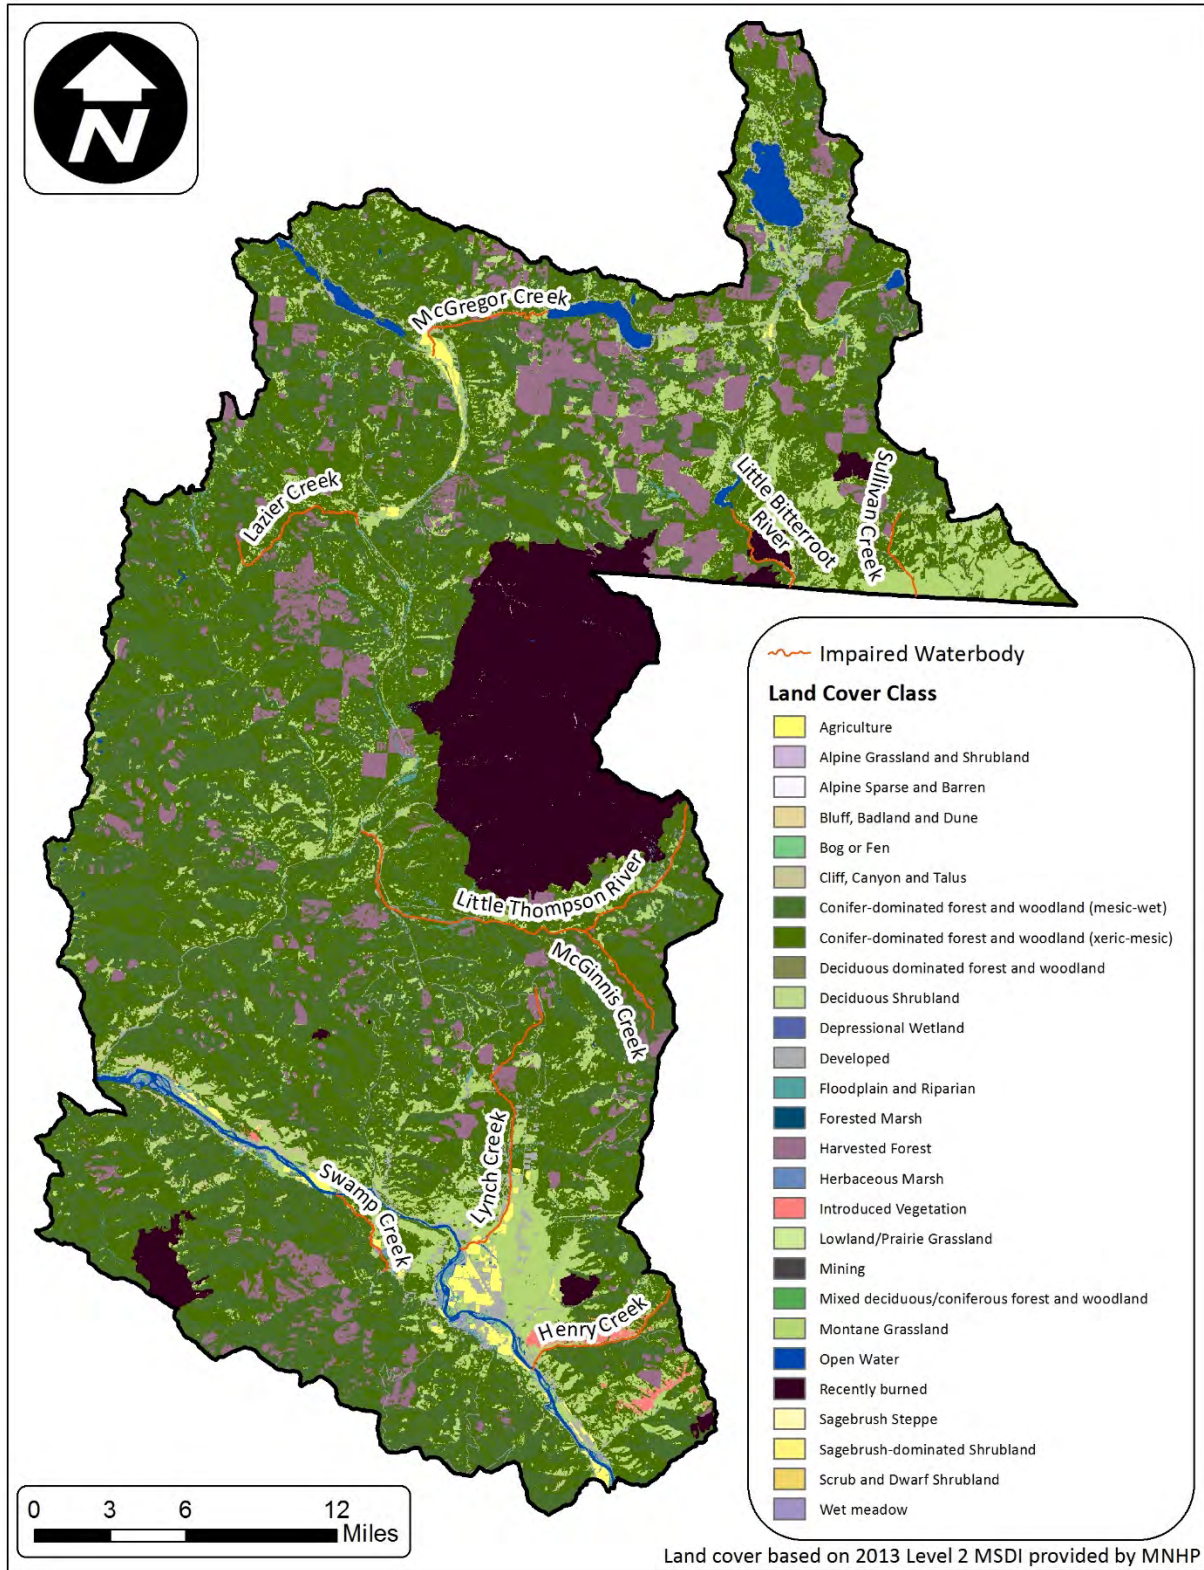 N
McGregor Creek
Lazier Creek
Little Bitterroot
River
Sullivan Creek
Impaired Waterbody
Land Cover Class
Agriculture
Alpine Grassland and Shrubland
Alpine Sparse and Barren
Bluff, Badland and Dune
Bog or Fen
Cliff, Canyon and Talus
Conifer-dominated forest and woodland (mesic-wet)
Conifer-dominated forest and woodland (xeric-mesic)
Deciduous dominated forest and woodland
Deciduous Shrubland
Depressional Wetland
Developed
Floodplain and Riparian
Forested Marsh
Harvested Forest
Herbaceous Marsh
Introduced Vegetation
Lowland/Prairie Grassland
Mining
Mixed deciduous/coniferous forest and woodland
Montane Grassland
Open Water
Recently burned
Sagebrush Steppe
Sagebrush-dominated Shrubland
Scrub and Dwarf Shrubland
Wet meadow
Little Thompson River
McGinnis Creek
Lynch Creek
Swamp Creek
Henry Creek
0 3 6 12
Miles
Land cover based on 2013 Level 2 MSDI provided by MNHP